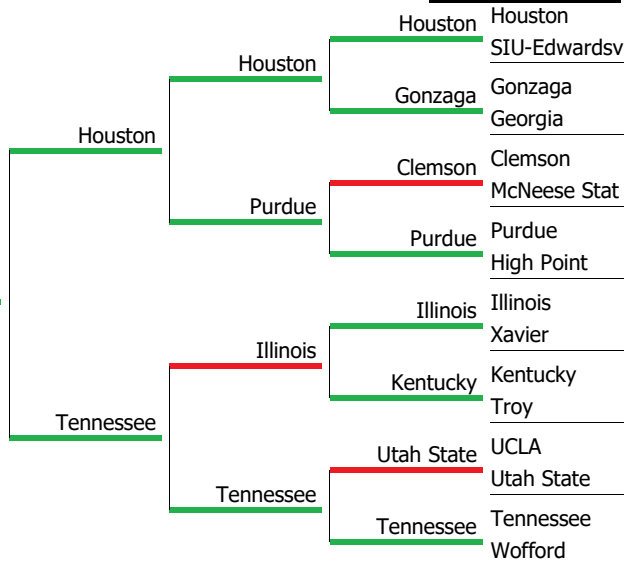 Houston
SIU-Edwardsv
Houston
Houston
Gonzaga
Gonzaga
Georgia
Houston
Clemson
Clemson
McNeese Stat
Purdue
Purdue
Purdue
High Point
Illinois
Illinois
Xavier
Illinois
Kentucky
Kentucky
Troy
Tennessee
Utah State
UCLA
Utah State
Tennessee
Tennessee
Tennessee
Wofford